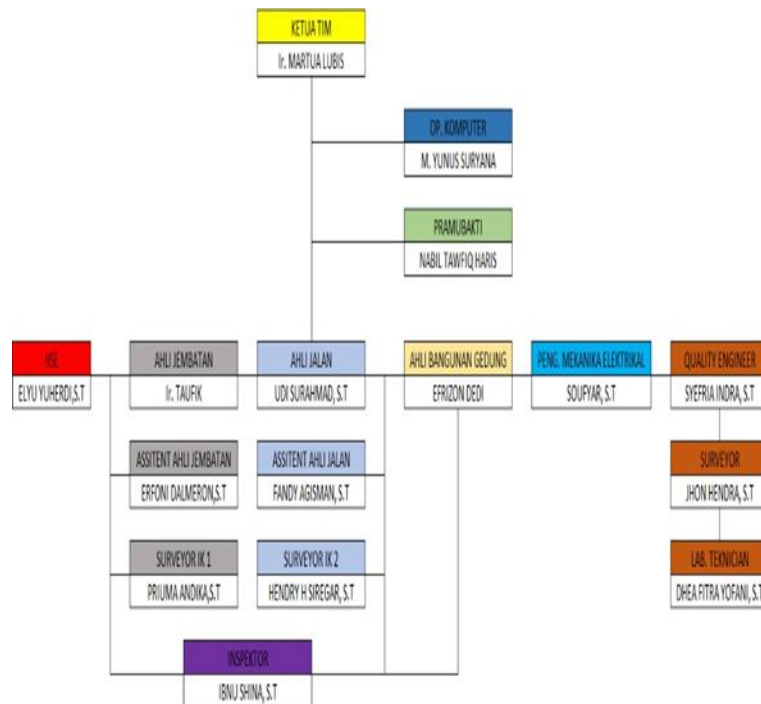 KETUA TIM
Ir. MARTUA LUBIS
OP. KOMPUTER
M. YUNUS SURYANA
PRAMUBAKTI
NABIL TAWFIQ HARIS
HSE
ELYU YUHERDI,S.T
AHLI JEMBATAN
Ir. TAUFIK
AHLI JALAN
UDI SURAHMAD, S.T
AHLI BANGUNAN GEDUNG
EFRIZON DEDI
PENG. MEKANIKA ELEKTRIKAL
SOUFYAR, S.T
QUALITY ENGINEER
SYEFRIA INDRA, S.T
ASSITENT AHLI JEMBATAN
ERFONI DALMERON,S.T
ASSITENT AHLI JALAN
FANDY AGISMAN, S.T
SURVEYOR
JHON HENDRA, S.T
SURVEYOR IK 1
PRIUMA ANDIKA,S.T
SURVEYOR IK 2
HENDRY H SIREGAR, S.T
LAB. TEKNICIAN
DHEA FITRA YOFANI, S.T
INSPEKTOR
IBNU SHINA, S.T